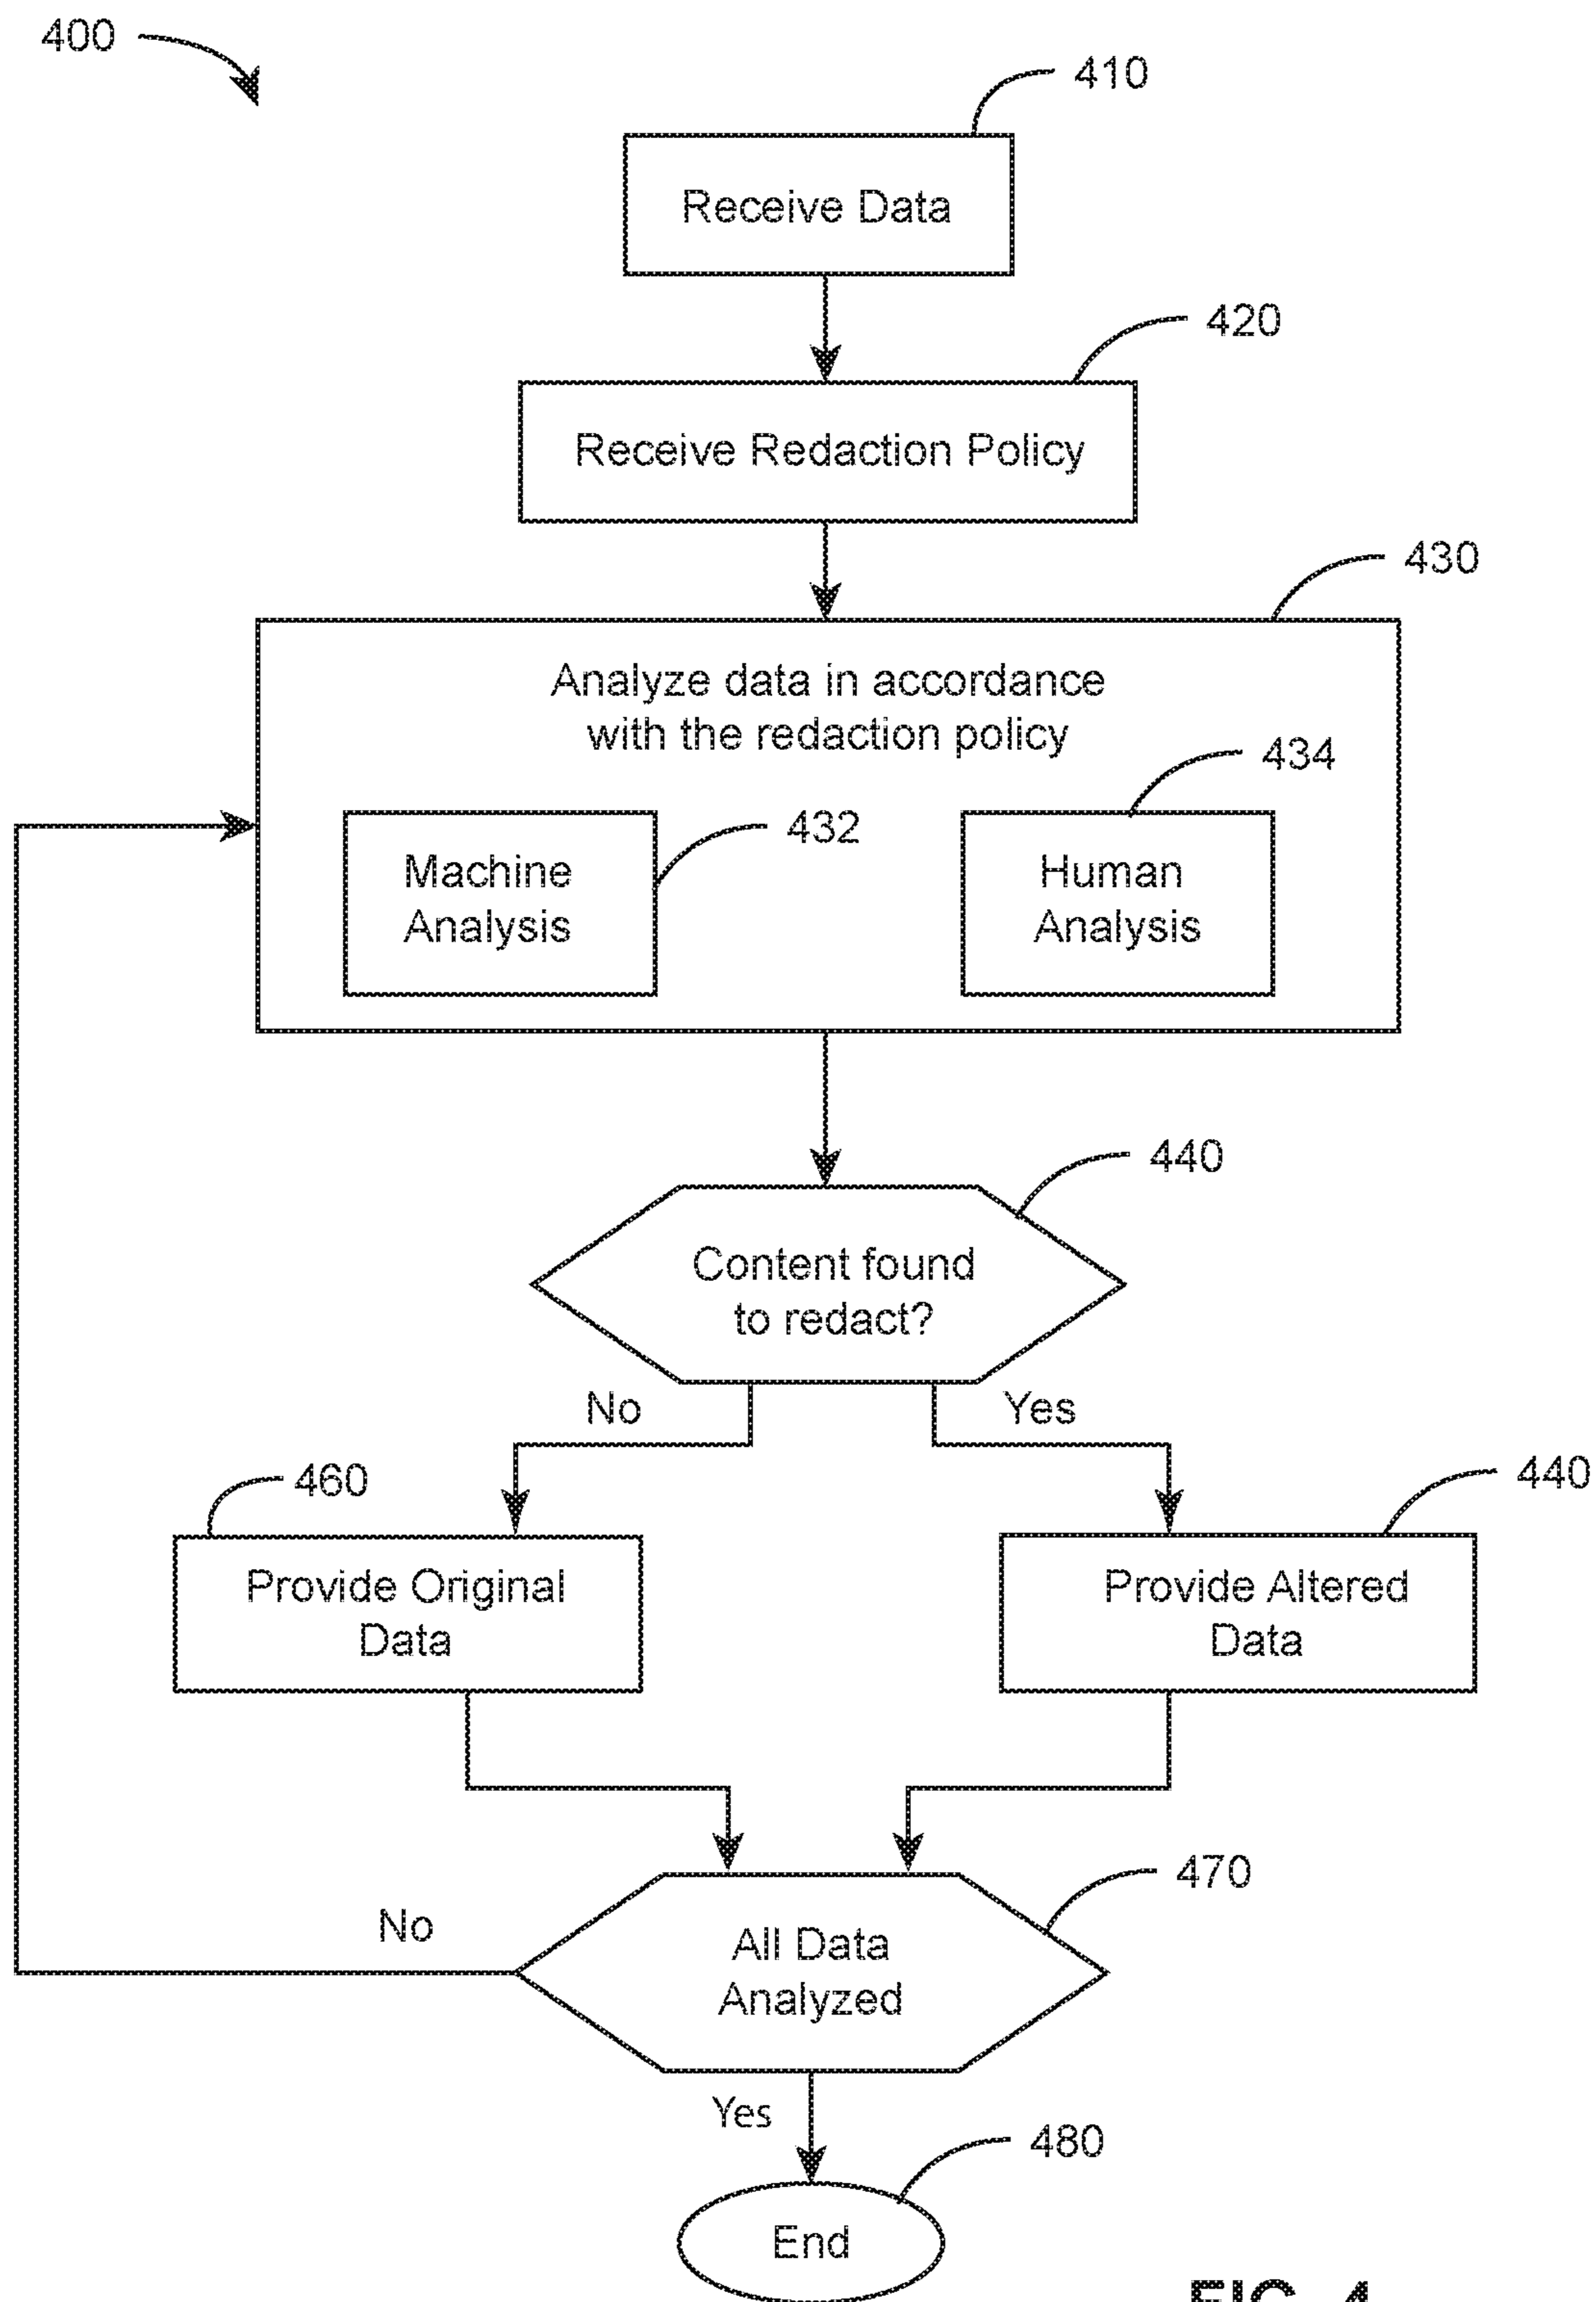 400
410
Receive Data
420
Receive Redaction Policy
430
Analyze data in accordance
with the redaction policy
434
432
Machine
Analysis
Human
Analysis
440
Content found
to redact?
No
Yes
460
440
Provide Original
Data
Provide Altered
Data
470
No
All Data
Analyzed
Yes
480
End
FIG. 4